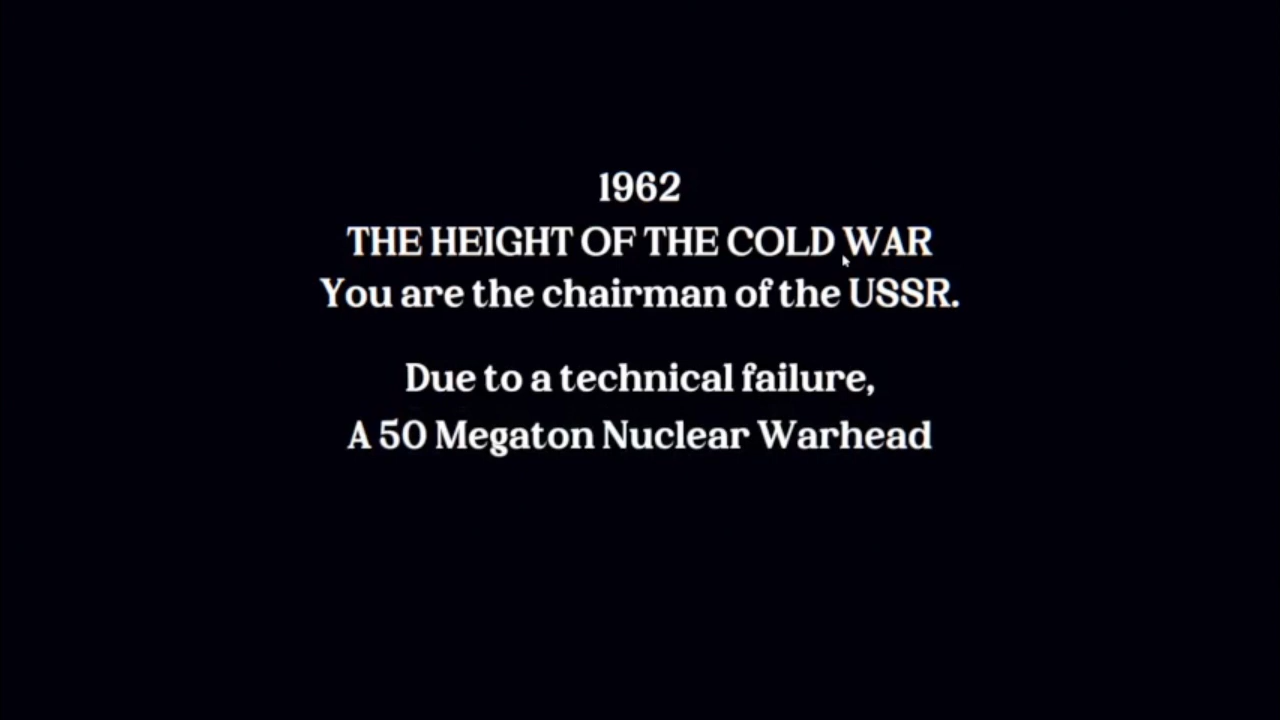 1962
THE HEIGHT OF THE COLD WAR
You are the chairman of the USSR.
Due to a technical failure,
A 50 Megaton Nuclear Warhead